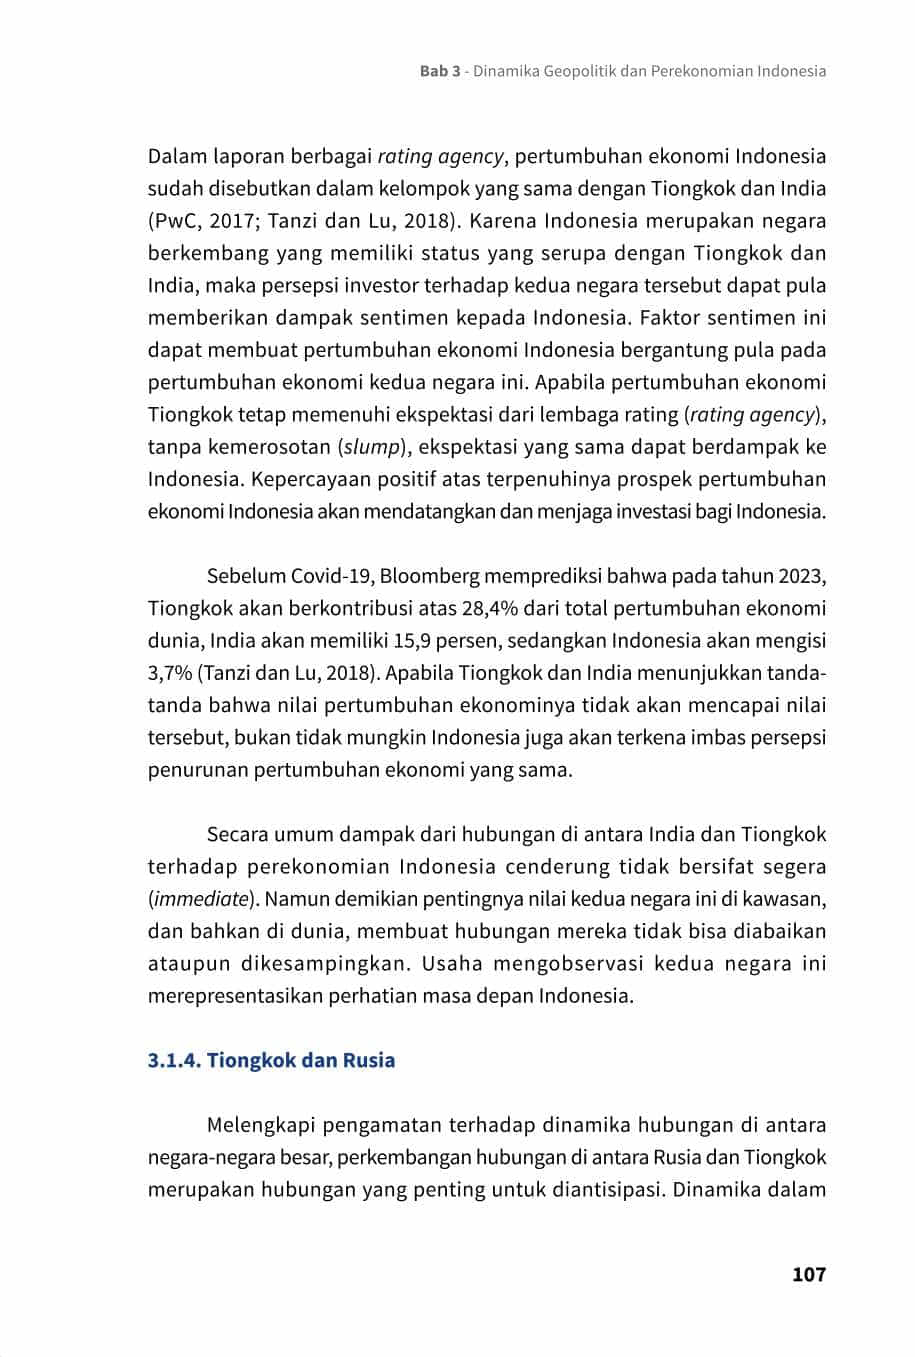 Bab 3 - Dinamika Geopolitik dan Perekonomian Indonesia
Dalam laporan berbagai rating agency, pertumbuhan ekonomi Indonesia
sudah disebutkan dalam kelompok yang sama dengan Tiongkok dan India
(PwC, 2017; Tanzi dan Lu, 2018). Karena Indonesia merupakan negara
berkembang yang memiliki status yang serupa dengan Tiongkok dan
India, maka persepsi investor terhadap kedua negara tersebut dapat pula
memberikan dampak sentimen kepada Indonesia. Faktor sentimen ini
dapat membuat pertumbuhan ekonomi Indonesia bergantung pula pada
pertumbuhan ekonomi kedua negara ini. Apabila pertumbuhan ekonomi
Tiongkok tetap memenuhi ekspektasi dari lembaga rating (rating agency),
tanpa kemerosotan (slump), ekspektasi yang sama dapat berdampak ke
Indonesia. Kepercayaan positif atas terpenuhinya prospek pertumbuhan
ekonomi Indonesia akan mendatangkan dan menjaga investasi bagi Indonesia.
Sebelum Covid-19, Bloomberg memprediksi bahwa pada tahun 2023,
Tiongkok akan berkontribusi atas 28,4% dari total pertumbuhan ekonomi
dunia, India akan memiliki 15,9 persen, sedangkan Indonesia akan mengisi
3,7% (Tanzi dan Lu, 2018). Apabila Tiongkok dan India menunjukkan tanda-
tanda bahwa nilai pertumbuhan ekonominya tidak akan mencapai nilai
tersebut, bukan tidak mungkin Indonesia juga akan terkena imbas persepsi
penurunan pertumbuhan ekonomi yang sama.
Secara umum dampak dari hubungan di antara India dan Tiongkok
terhadap perekonomian Indonesia cenderung tidak bersifat segera
(immediate). Namun demikian pentingnya nilai kedua negara ini di kawasan,
dan bahkan di dunia, membuat hubungan mereka tidak bisa diabaikan
ataupun dikesampingkan. Usaha mengobservasi kedua negara ini
merepresentasikan perhatian masa depan Indonesia.
3.1.4. Tiongkok dan Rusia
Melengkapi pengamatan terhadap dinamika hubungan di antara
negara-negara besar, perkembangan hubungan di antara Rusia dan Tiongkok
merupakan hubungan yang penting untuk diantisipasi. Dinamika dalam
107